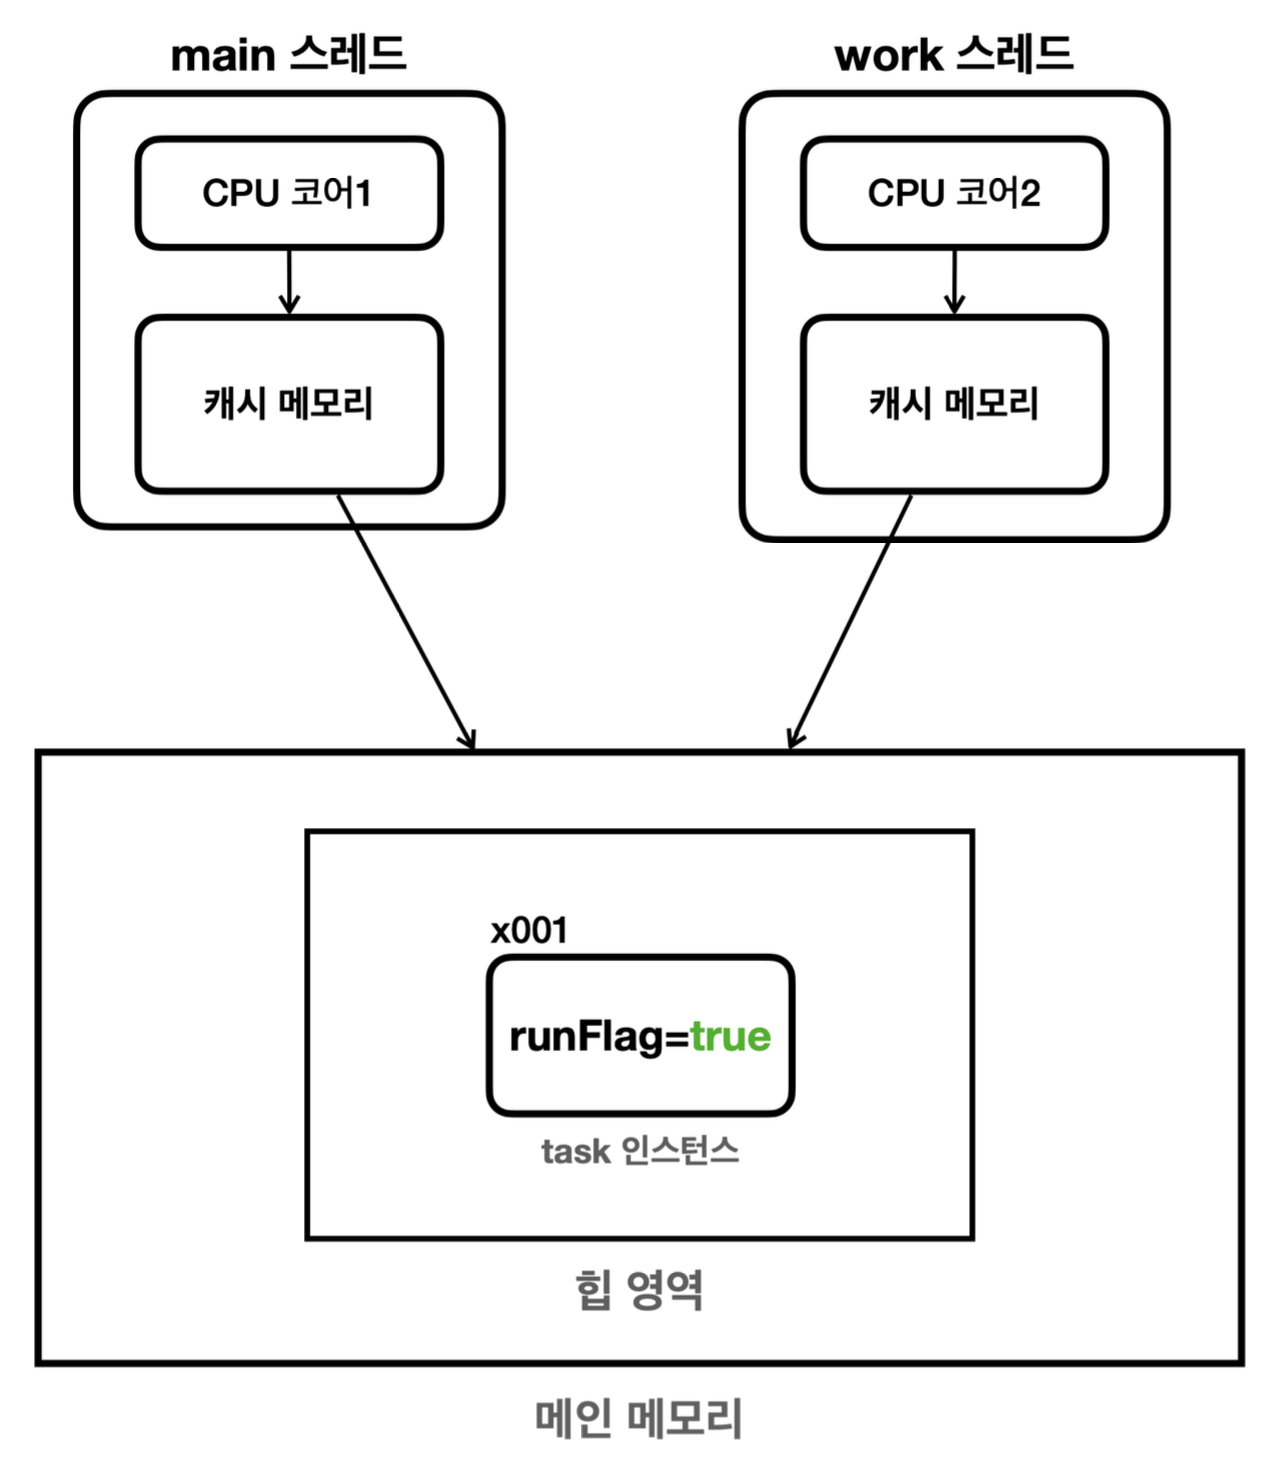 main 스레드
work 스레드
CPU 코어1
CPU 코어2
캐시 메모리
캐시 메모리
x001
runFlag=true
task 인스턴스
힙 영역
메인 메모리